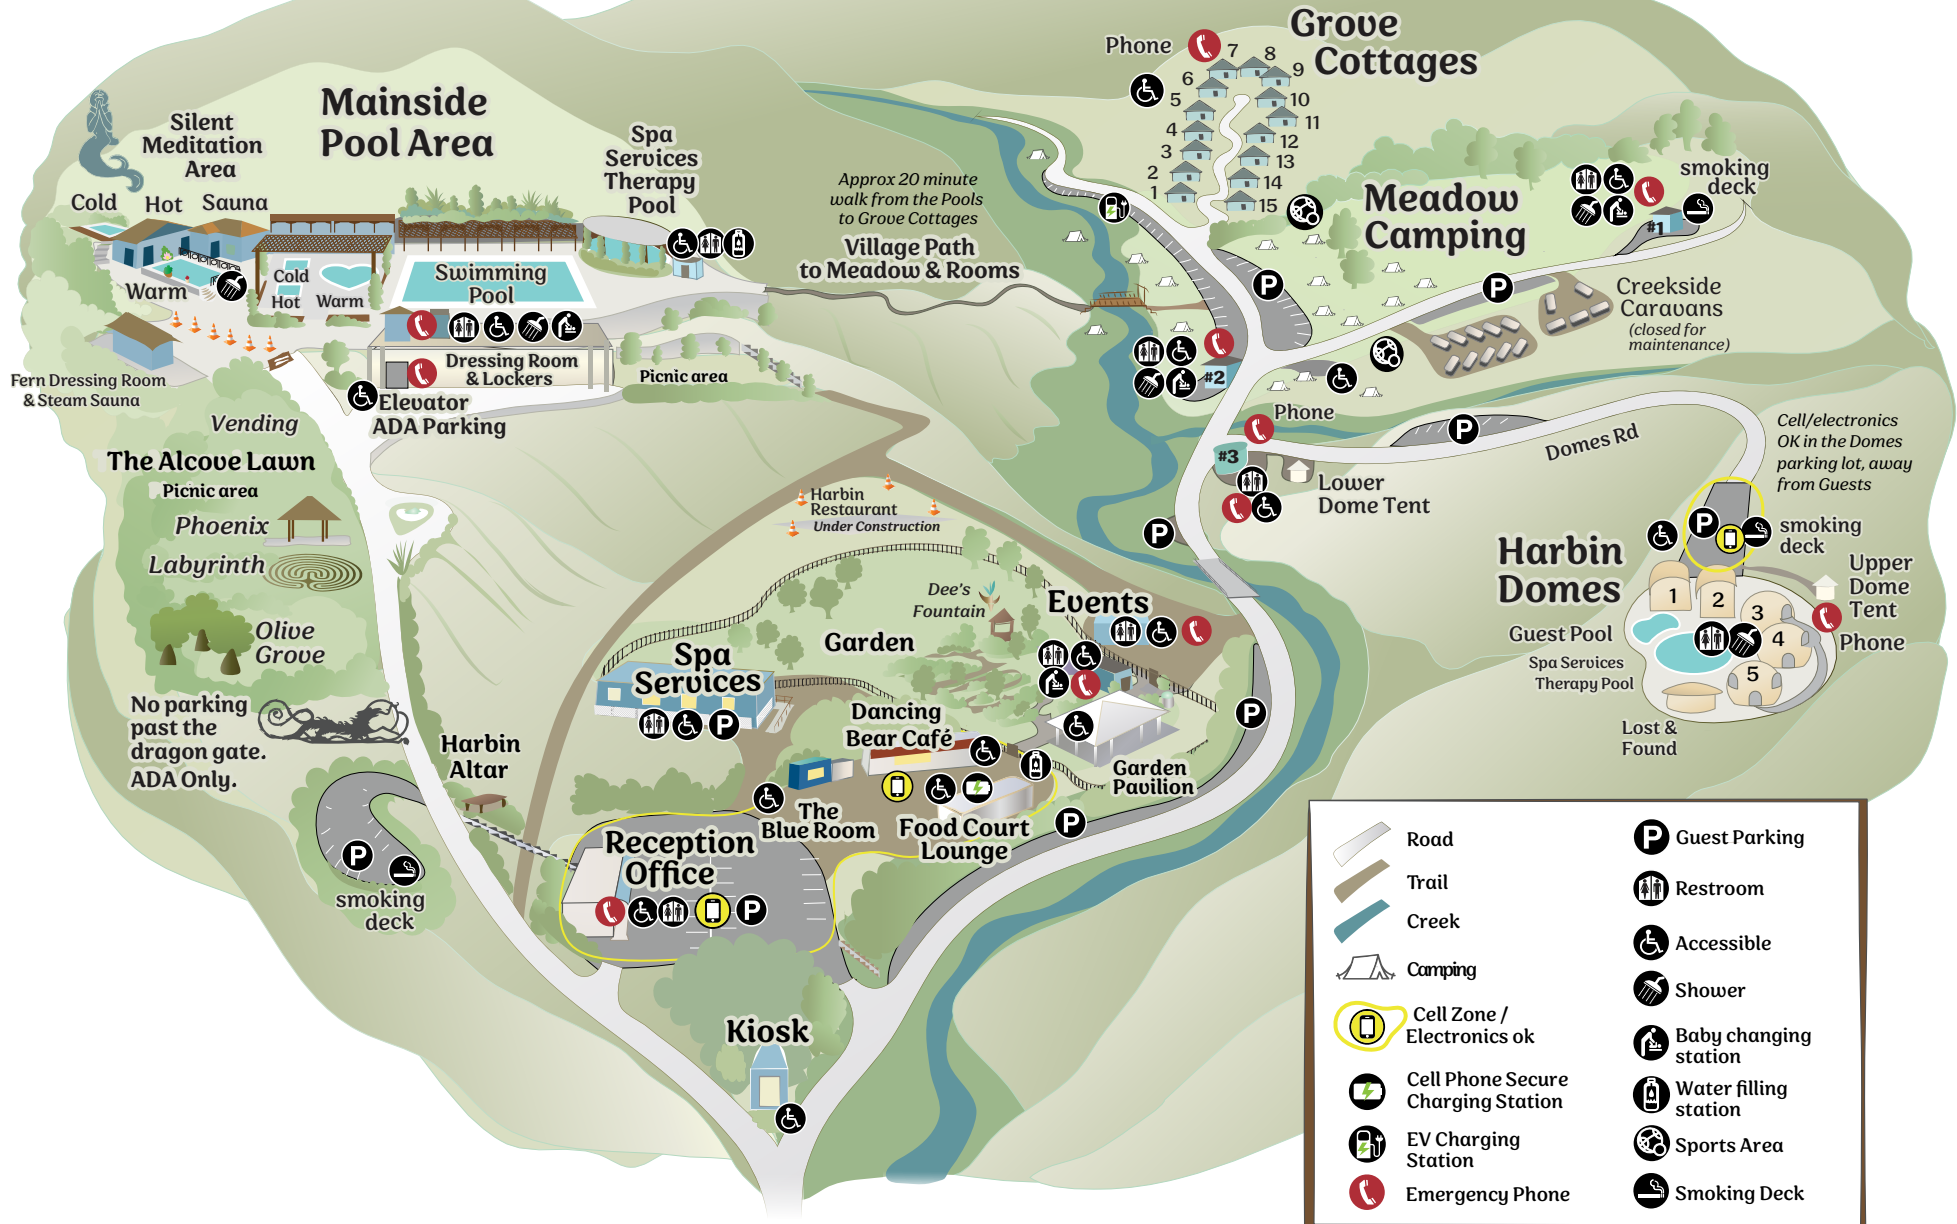 Mainside
Pool Area
Silent
Meditation
Area
Cold
Hot
Sauna
Warm
Cold
Hot
Warm
Swimming
Pool
Spa
Services
Therapy
Pool
Fern Dressing Room
& Steam Sauna
Dressing Room
& Lockers
Elevator
ADA Parking
Picnic area
Approx 20 minute
walk from the Pools
to Grove Cottages
Village Path
to Meadow & Rooms
Grove
Cottages
Phone
1
2
3
4
5
6
7
8
9
10
11
12
13
14
15
Meadow
Camping
smoking
deck
#1
P
P
Creekside
Caravans
(closed for
maintenance)
#2
Phone
#3
P
Domes Rd
Lower
Dome Tent
P
Cell/electronics
OK in the Domes
parking lot, away
from Guests
Harbin
Domes
P
smoking
deck
Upper
Dome
Tent
Phone
1
2
3
4
5
Guest Pool
Spa Services
Therapy Pool
Lost &
Found
Vending
The Alcove Lawn
Picnic area
Phoenix
Labyrinth
Olive
Grove
No parking
past the
dragon gate.
ADA Only.
P
smoking
deck
Harbin
Altar
Harbin
Restaurant
Under Construction
Dee's
Fountain
Garden
Events
Spa
Services
P
Dancing
Bear Café
Garden
Pavilion
P
The
Blue Room
Food Court
Lounge
P
Reception
Office
P
Kiosk
Road
Trail
Creek
Camping
Cell Zone /
Electronics ok
Cell Phone Secure
Charging Station
EV Charging
Station
Emergency Phone
P
Guest Parking
Restroom
Accessible
Shower
Baby changing
station
Water filling
station
Sports Area
Smoking Deck